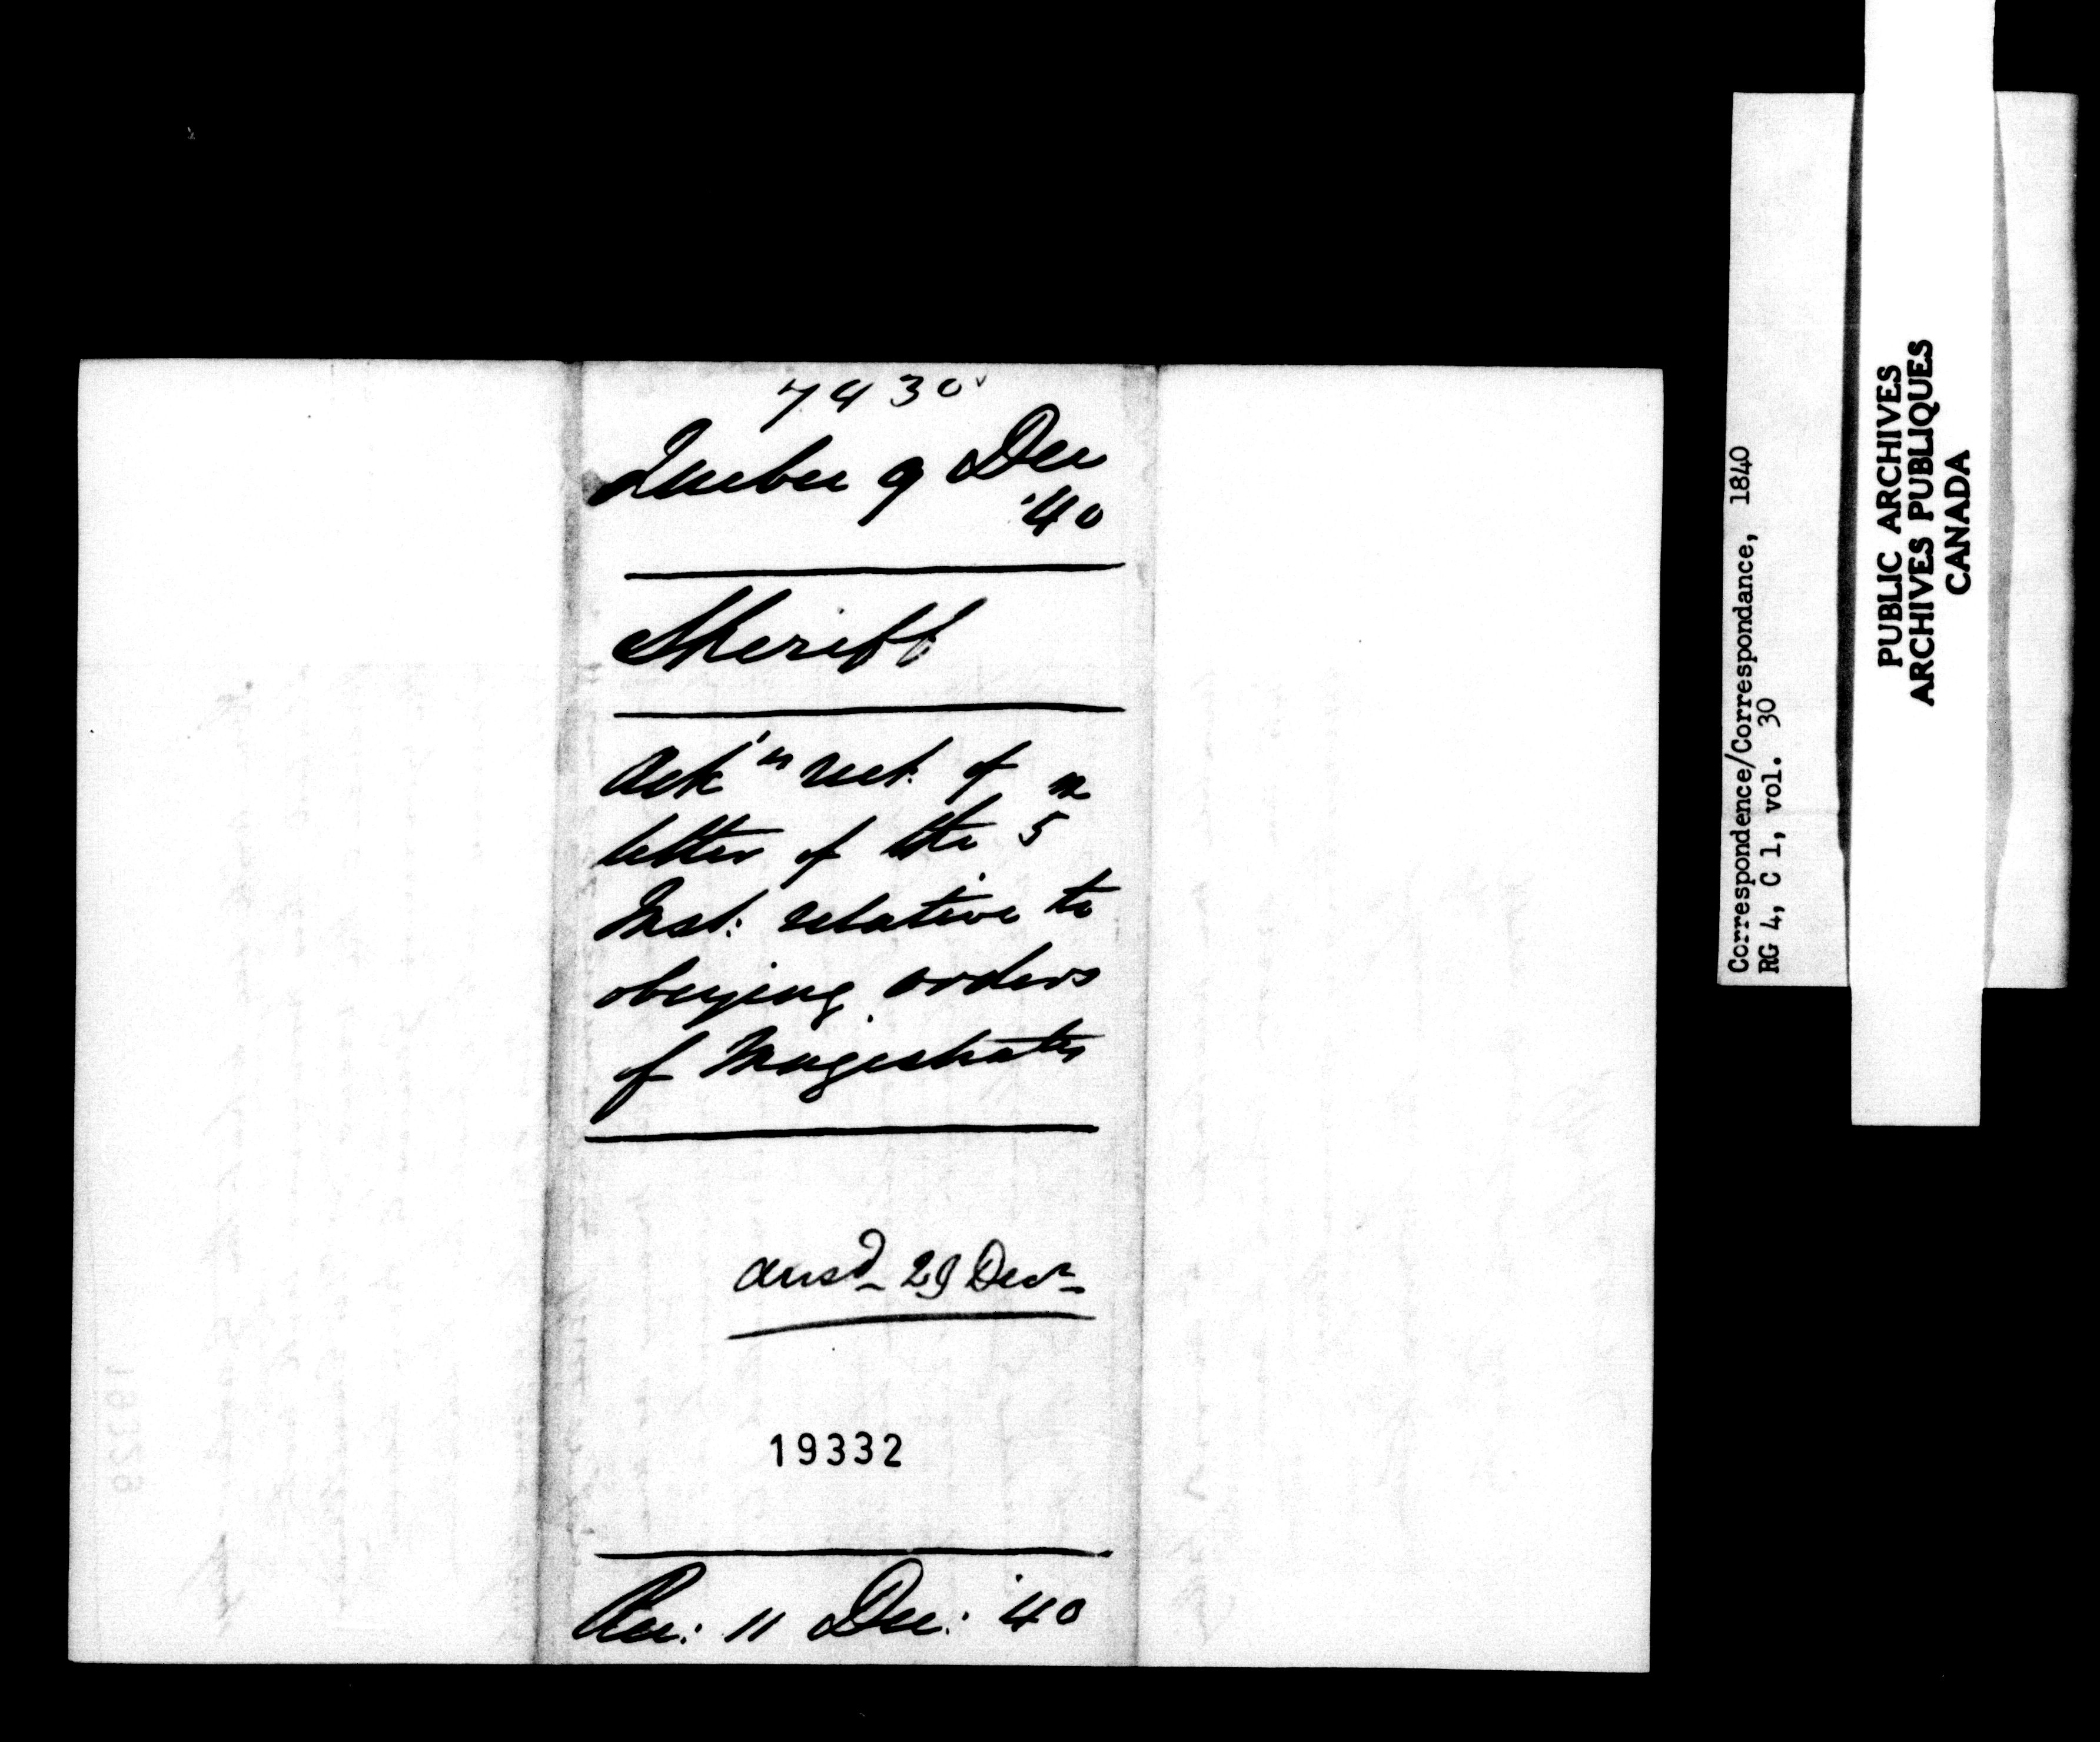 7430
Quebec 9 Dec
'40
Sheriff
Ack'n rect. of
letter of the 5
Inst: relative to
obeying orders
of Magistrates
ansd 29 Decr
19332
Rec: 11 Dec: '40
Correspondence/Correspondance, 1840
RG 4, C 1, vol. 30
PUBLIC ARCHIVES
ARCHIVES PUBLIQUES
CANADA